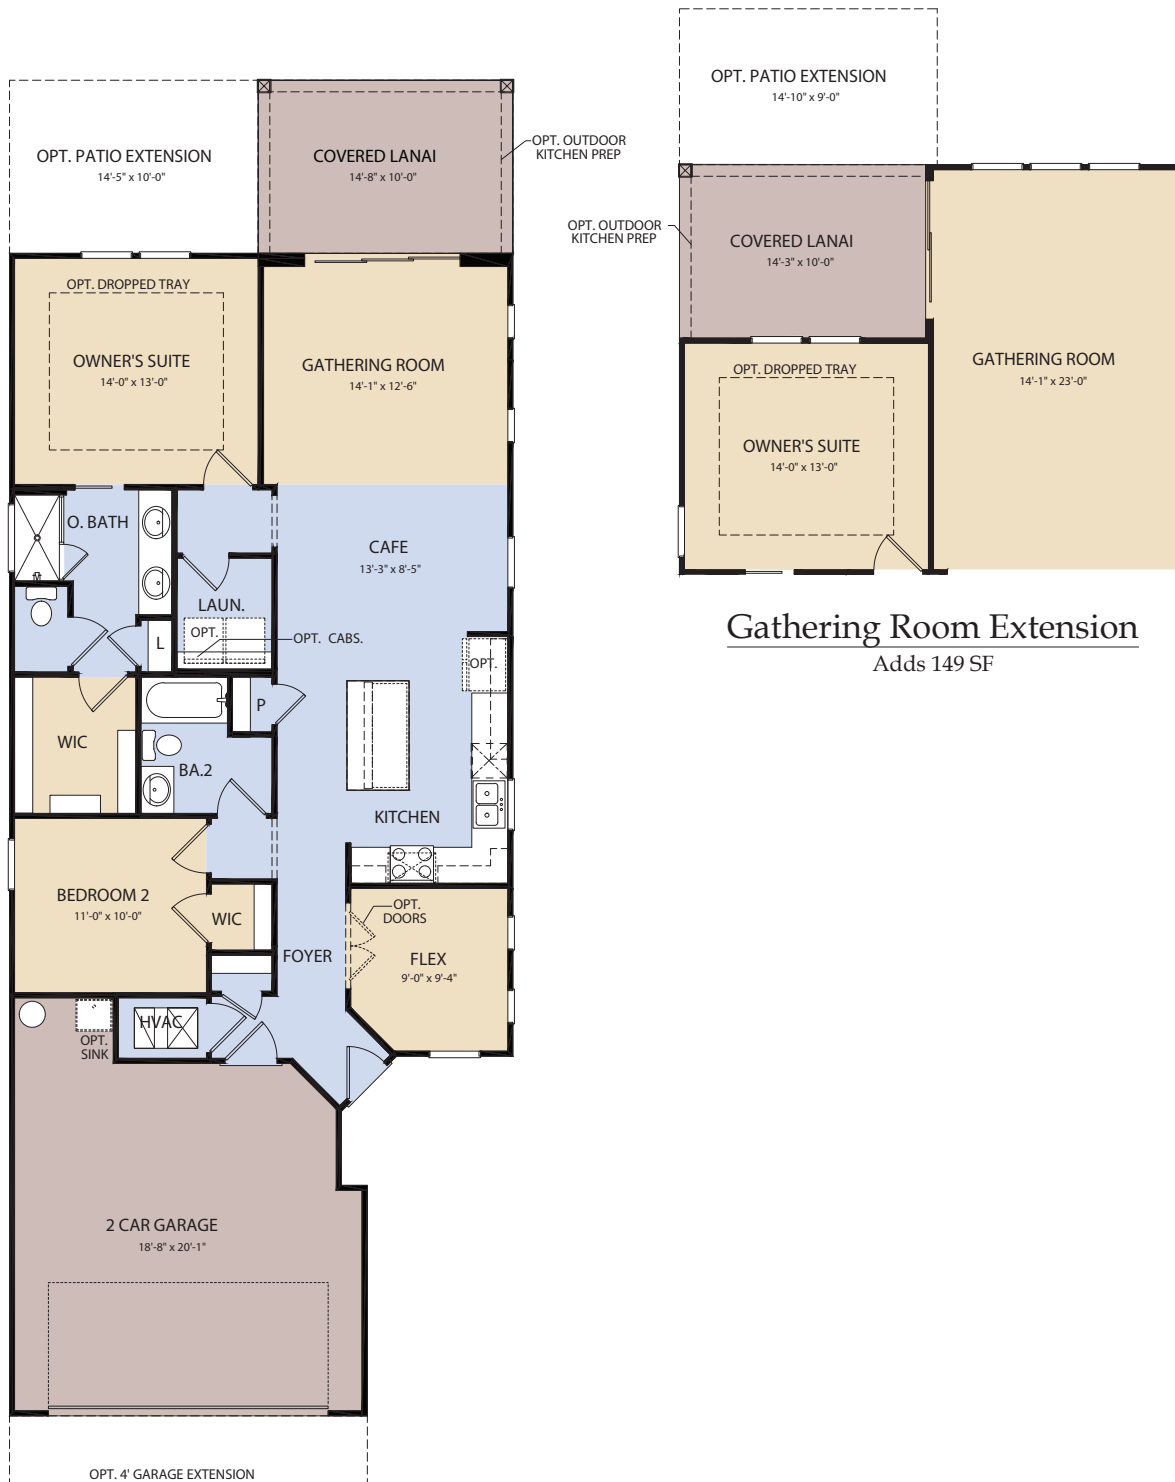 OPT. PATIO EXTENSION
14'-5" x 10'-0"
COVERED LANAI
14'-8" x 10'-0"
OPT. OUTDOOR
KITCHEN PREP
OPT. DROPPED TRAY
OWNER'S SUITE
14'-0" x 13'-0"
GATHERING ROOM
14'-1" x 12'-6"
O. BATH
CAFE
13'-3" x 8'-5"
LAUN.
OPT.
OPT. CABS.
L
OPT.
P
WIC
BA.2
KITCHEN
BEDROOM 2
11'-0" x 10'-0"
WIC
OPT.
DOORS
FOYER
FLEX
9'-0" x 9'-4"
HVAC
OPT.
SINK
2 CAR GARAGE
18'-8" x 20'-1"
OPT. 4' GARAGE EXTENSION
OPT. PATIO EXTENSION
14'-10" x 9'-0"
OPT. OUTDOOR
KITCHEN PREP
COVERED LANAI
14'-3" x 10'-0"
GATHERING ROOM
14'-1" x 23'-0"
OPT. DROPPED TRAY
OWNER'S SUITE
14'-0" x 13'-0"
Gathering Room Extension
Adds 149 SF